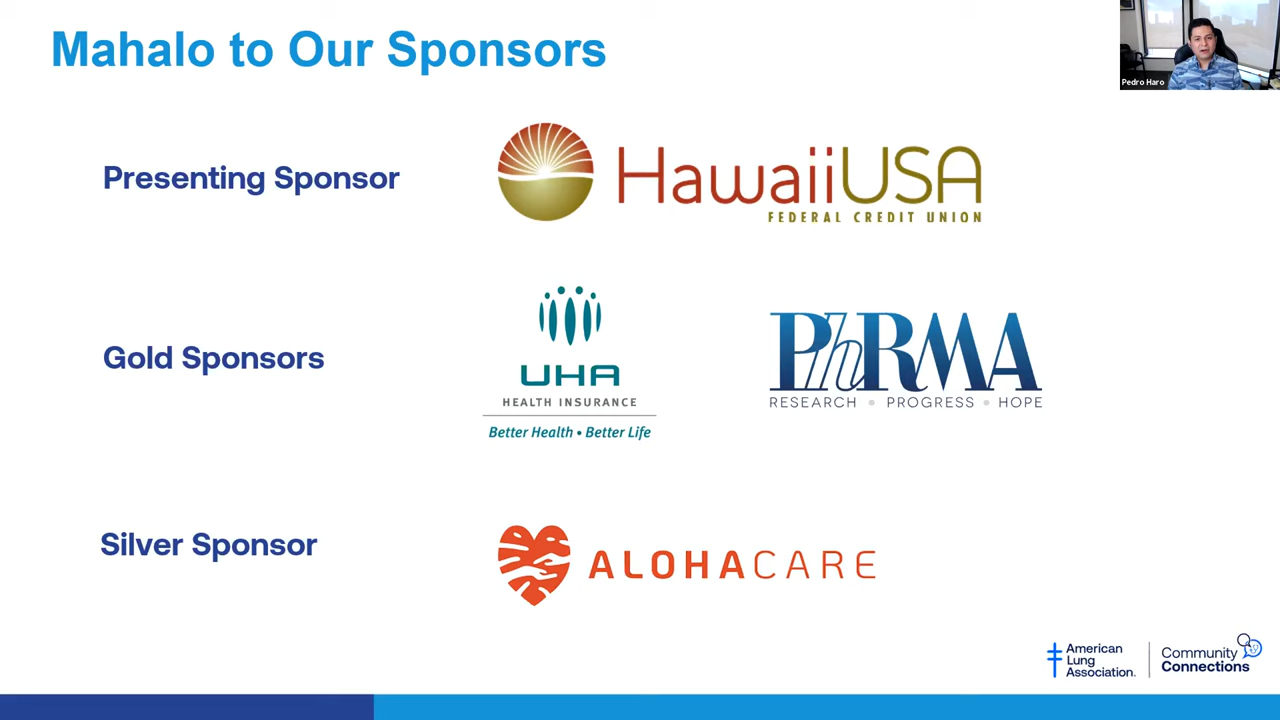 Mahalo to Our Sponsors
Pedro Haro
Presenting Sponsor
HawaiiUSA
FEDERAL CREDIT UNION
Gold Sponsors
UHA
HEALTH INSURANCE
Better Health • Better Life
PhRMA
RESEARCH • PROGRESS • HOPE
Silver Sponsor
ALOHACARE
American
Lung
Association.
Community
Connections